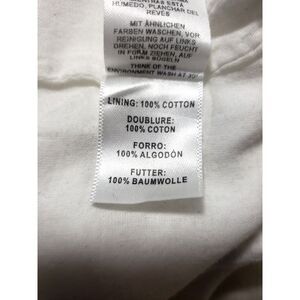 HUMEDO, PLANCHAR DEL
REVÉS
MIT ÄHNLICHEN
FARBEN WASCHEN, VOR
REINIGUNG AUF LINKS
DREHEN, NOCH FEUCHT
IN FORM ZIEHEN, AUF
LINKS BÜGELN
THINK OF THE
ENVIRONMENT WASH AT 30°
LINING: 100% COTTON
DOUBLURE:
100% COTON
FORRO:
100% ALGODÓN
FUTTER:
100% BAUMWOLLE